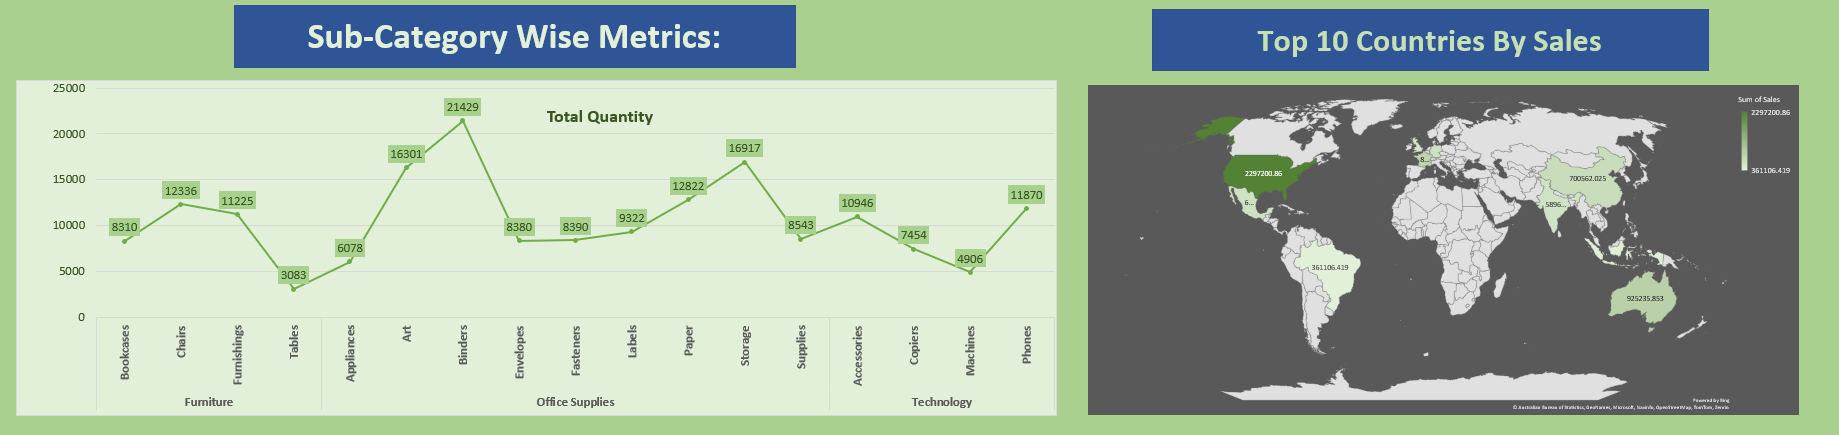 Sub-Category Wise Metrics:
Top 10 Countries By Sales
Total Quantity
25000
20000
15000
10000
5000
0
8310
12336
11225
3083
6078
16301
21429
8380
8390
9322
12822
16917
8543
10946
7454
4906
11870
Bookcases
Chairs
Furnishings
Tables
Appliances
Art
Binders
Envelopes
Fasteners
Labels
Paper
Storage
Supplies
Accessories
Copiers
Machines
Phones
Furniture
Office Supplies
Technology
Sum of Sales
2297200.86
361106.419
2297200.86
8...
700562.025
6...
5896...
361106.419
925235.853
Powered by Bing
© Australian Bureau of Statistics, GeoNames, Microsoft, Navinfo, OpenStreetMap, TomTom, Zenrin